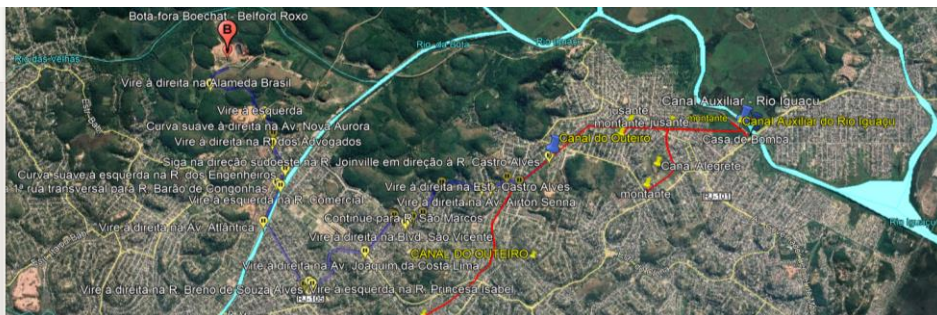 Bota-fora Boechat - Belford Roxo
B
Rio da Bota
Rio das velhas
Vire à direita na Alameda Brasil
Vire à esquerda
Canal Auxiliar - Rio Iguaçu
jusante
montante
montante
jusante
Canal Auxiliar do Rio Iguaçu
Curva suave à direita na Av. Nova Aurora
Canal do Outeiro
Casa de Bomba
Vire à direita na R. dos Advogados
Siga na direção sudoeste na R. Joinville em direção à R. Castro Alves
Canal Alegrete
Curva suave à esquerda na R. dos Engenheiros
a 1ª rua transversal para R. Barão de Congonhas
Vire à direita na Estr. Castro Alves
montante
RJ-101
Vire à esquerda na R. Comercial
Vire à direita na Av. Airton Senna
Continue para R. São Marcos
Rio Iguaçu
Vire à direita na Av. Atlântica
Vire à direita na Blvd. São Vicente
CANAL DO OUTEIRO
Vire à direita na Av. Joaquim da Costa Lima
Vire à direita na R. Breno de Souza Alves
Vire à esquerda na R. Princesa Isabel
RJ-105